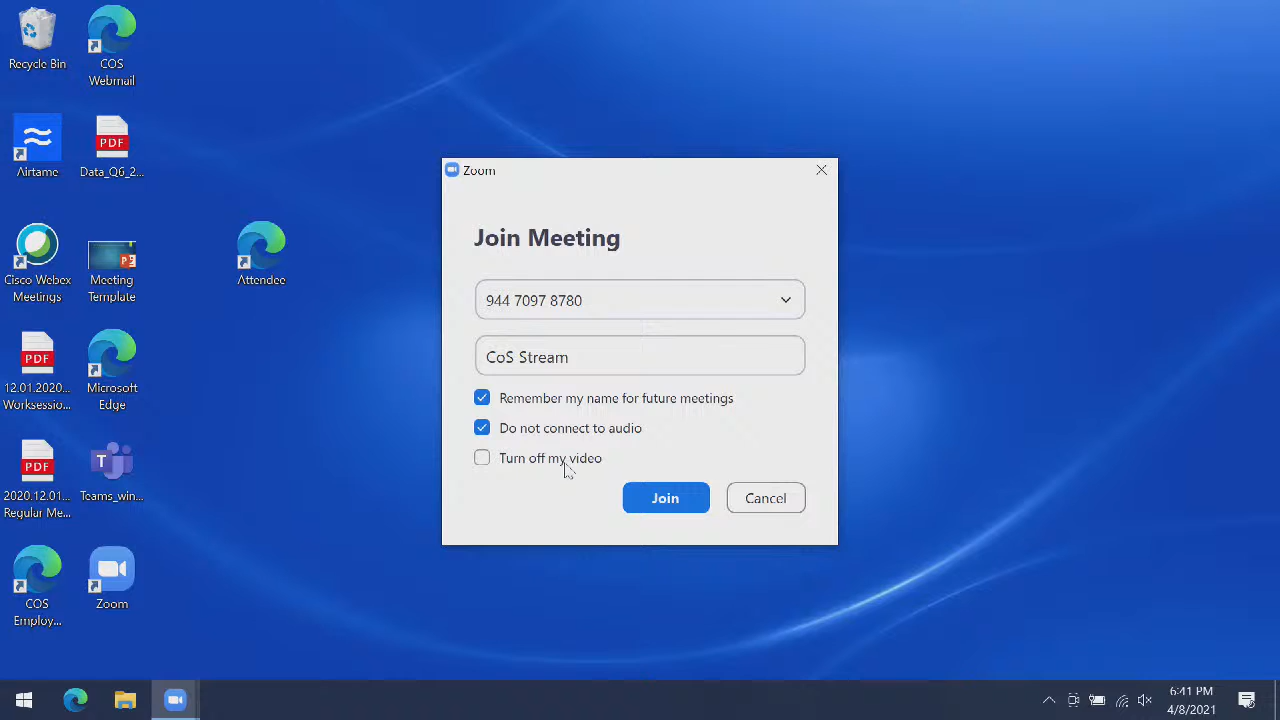 Recycle Bin
COS
Webmail
Airtame
PDF
Data_Q6_2...
Cisco Webex
Meetings
Meeting
Template
Attendee
PDF
12.01.2020...
Worksessio...
Microsoft
Edge
PDF
2020.12.01...
Regular Me...
T
Teams_win...
COS
Employ...
Zoom
Zoom
Join Meeting
944 7097 8780
CoS Stream
Remember my name for future meetings
Do not connect to audio
Turn off my video
Join
Cancel
6:41 PM
4/8/2021